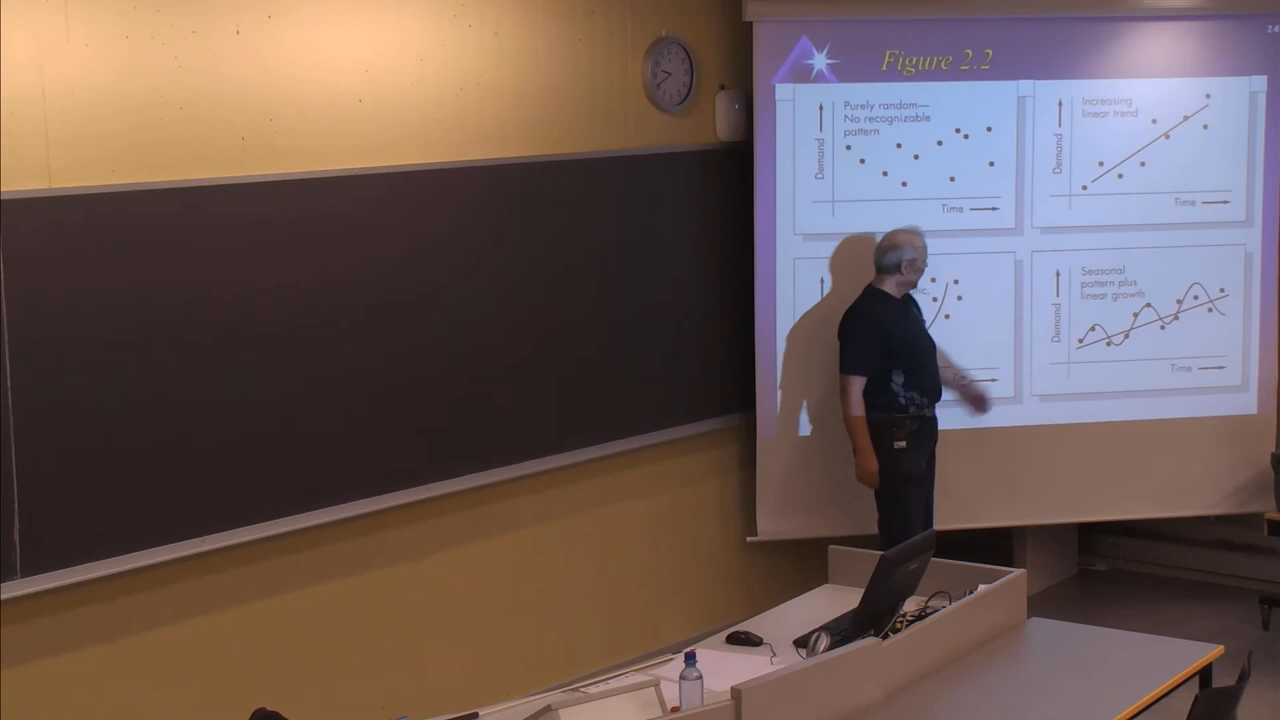 Figure 2.2
Purely random—
No recognizable
pattern
Demand
Time
Increasing
linear trend
Demand
Time
Seasonal
pattern plus
linear growth
Demand
Time